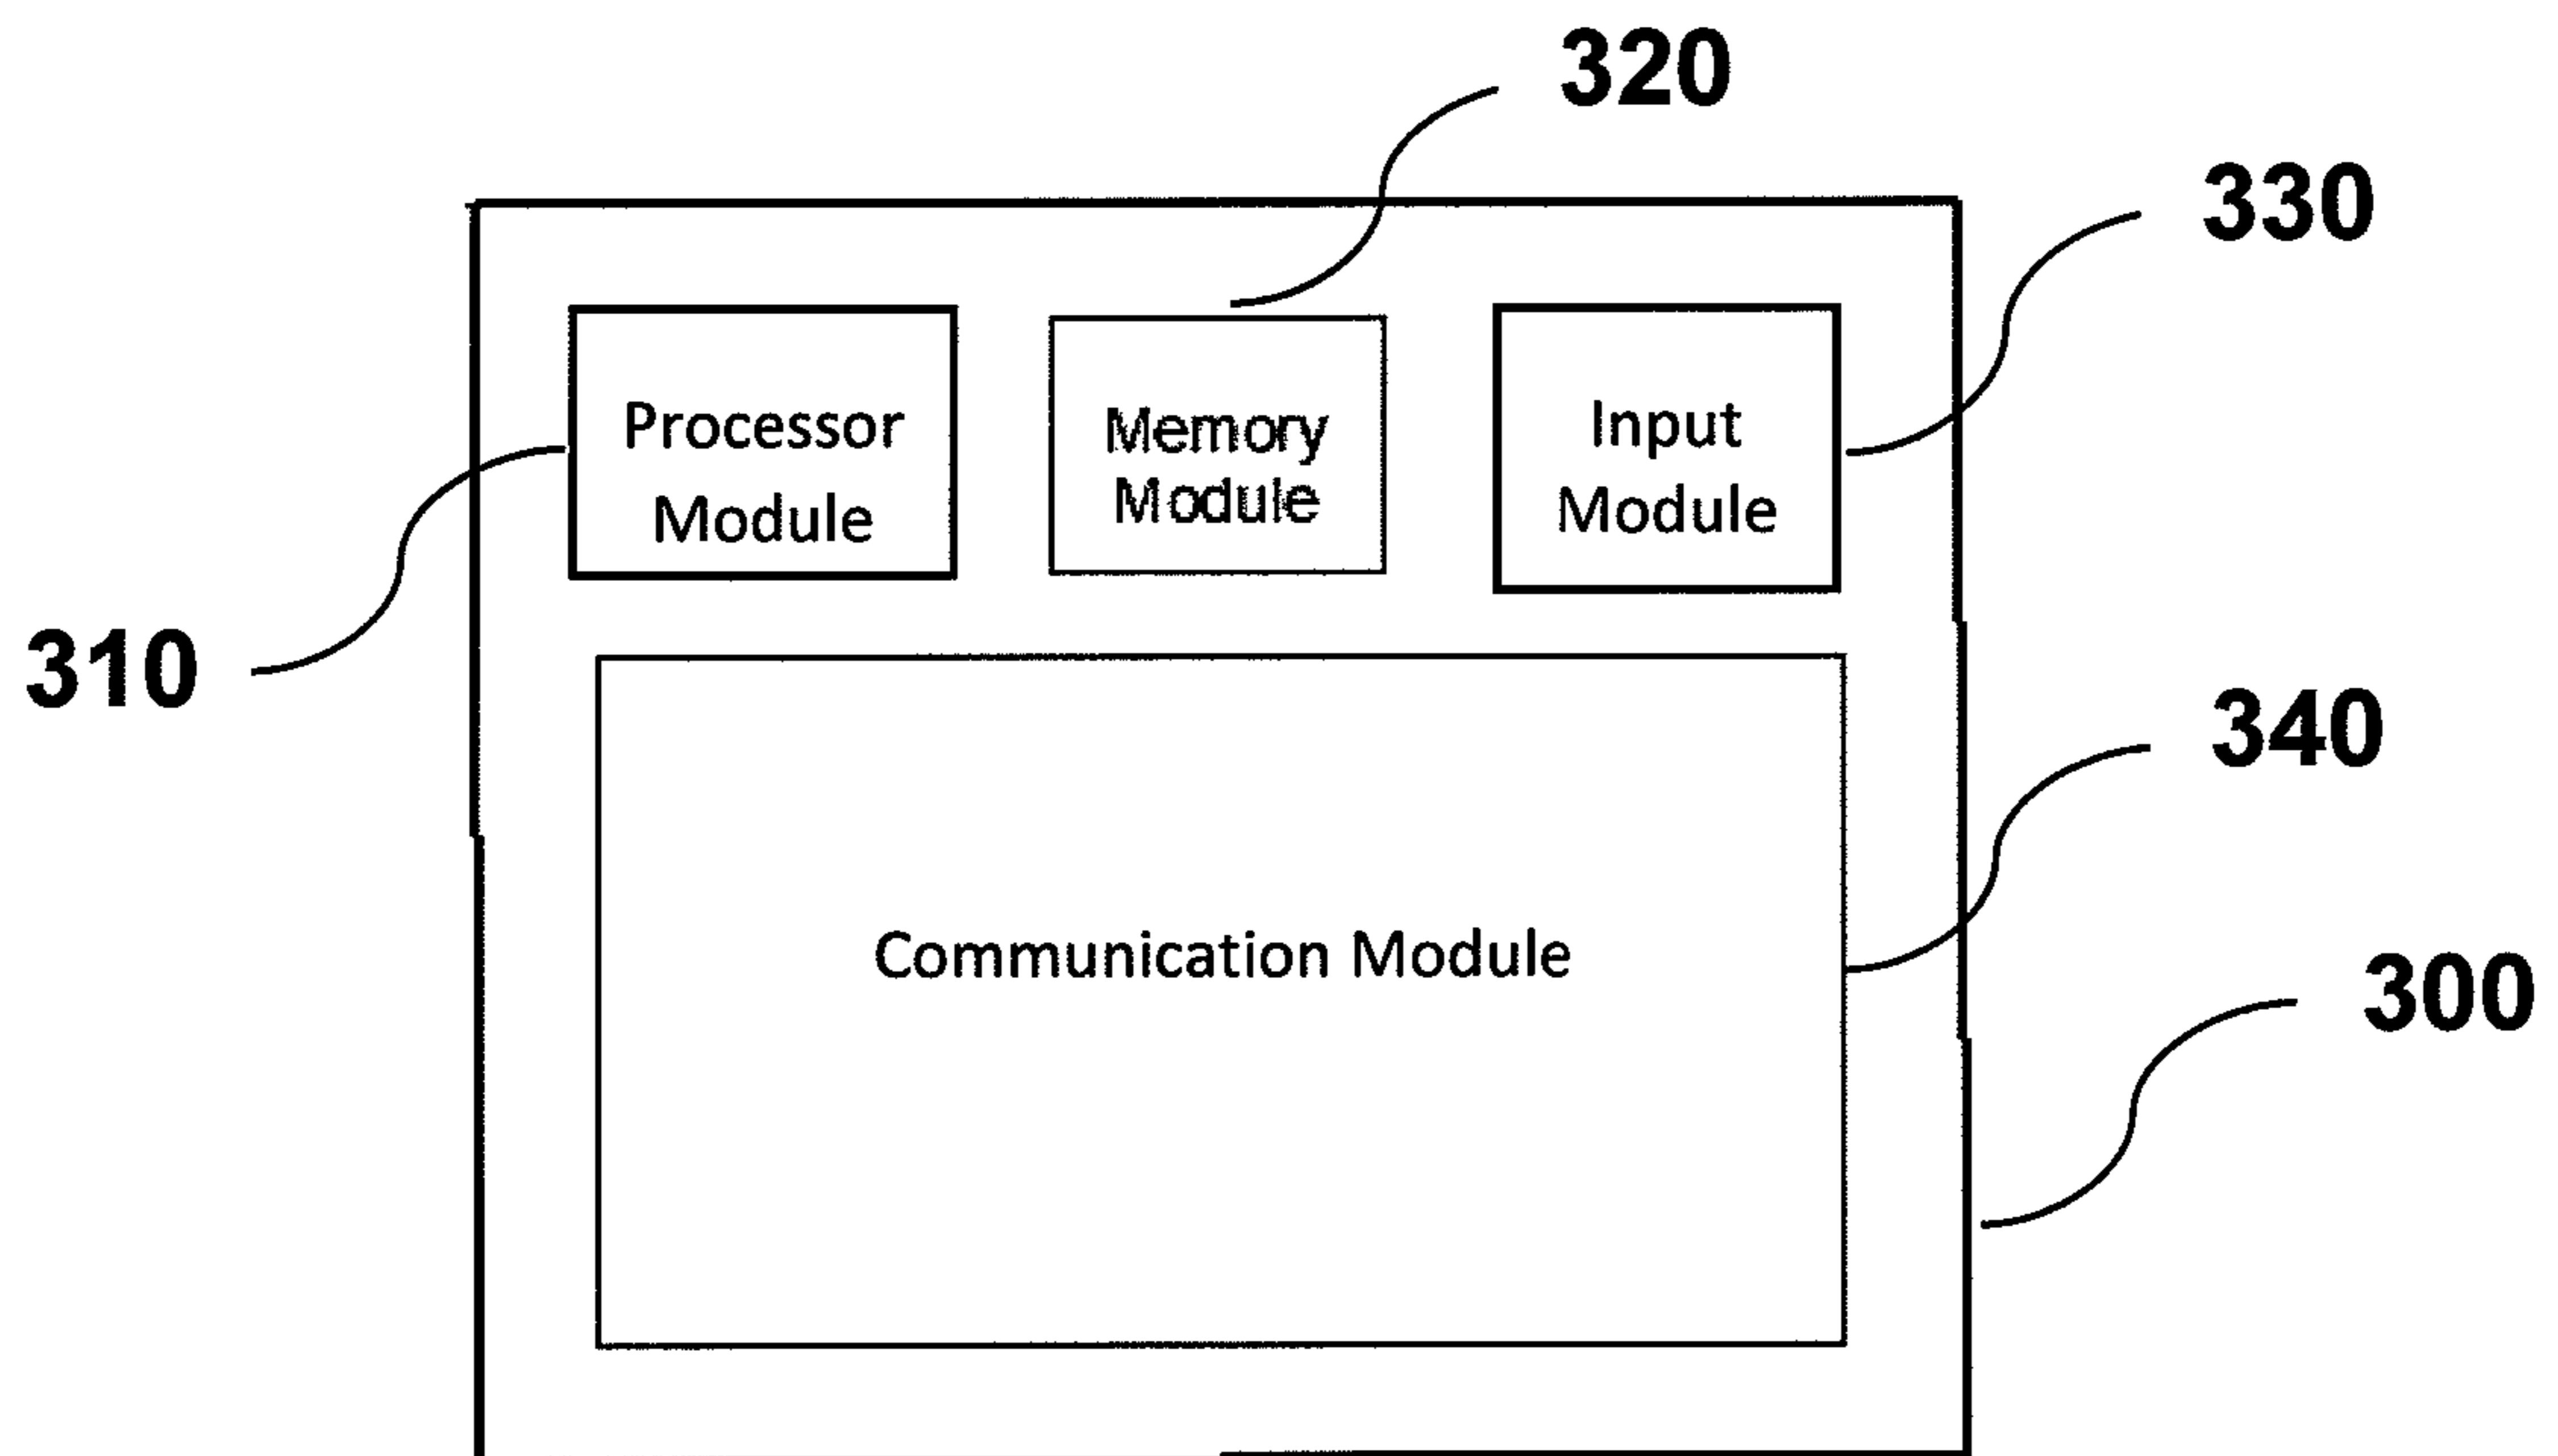 320
330
Processor
Module
Memory
Module
Input
Module
310
340
Communication Module
300